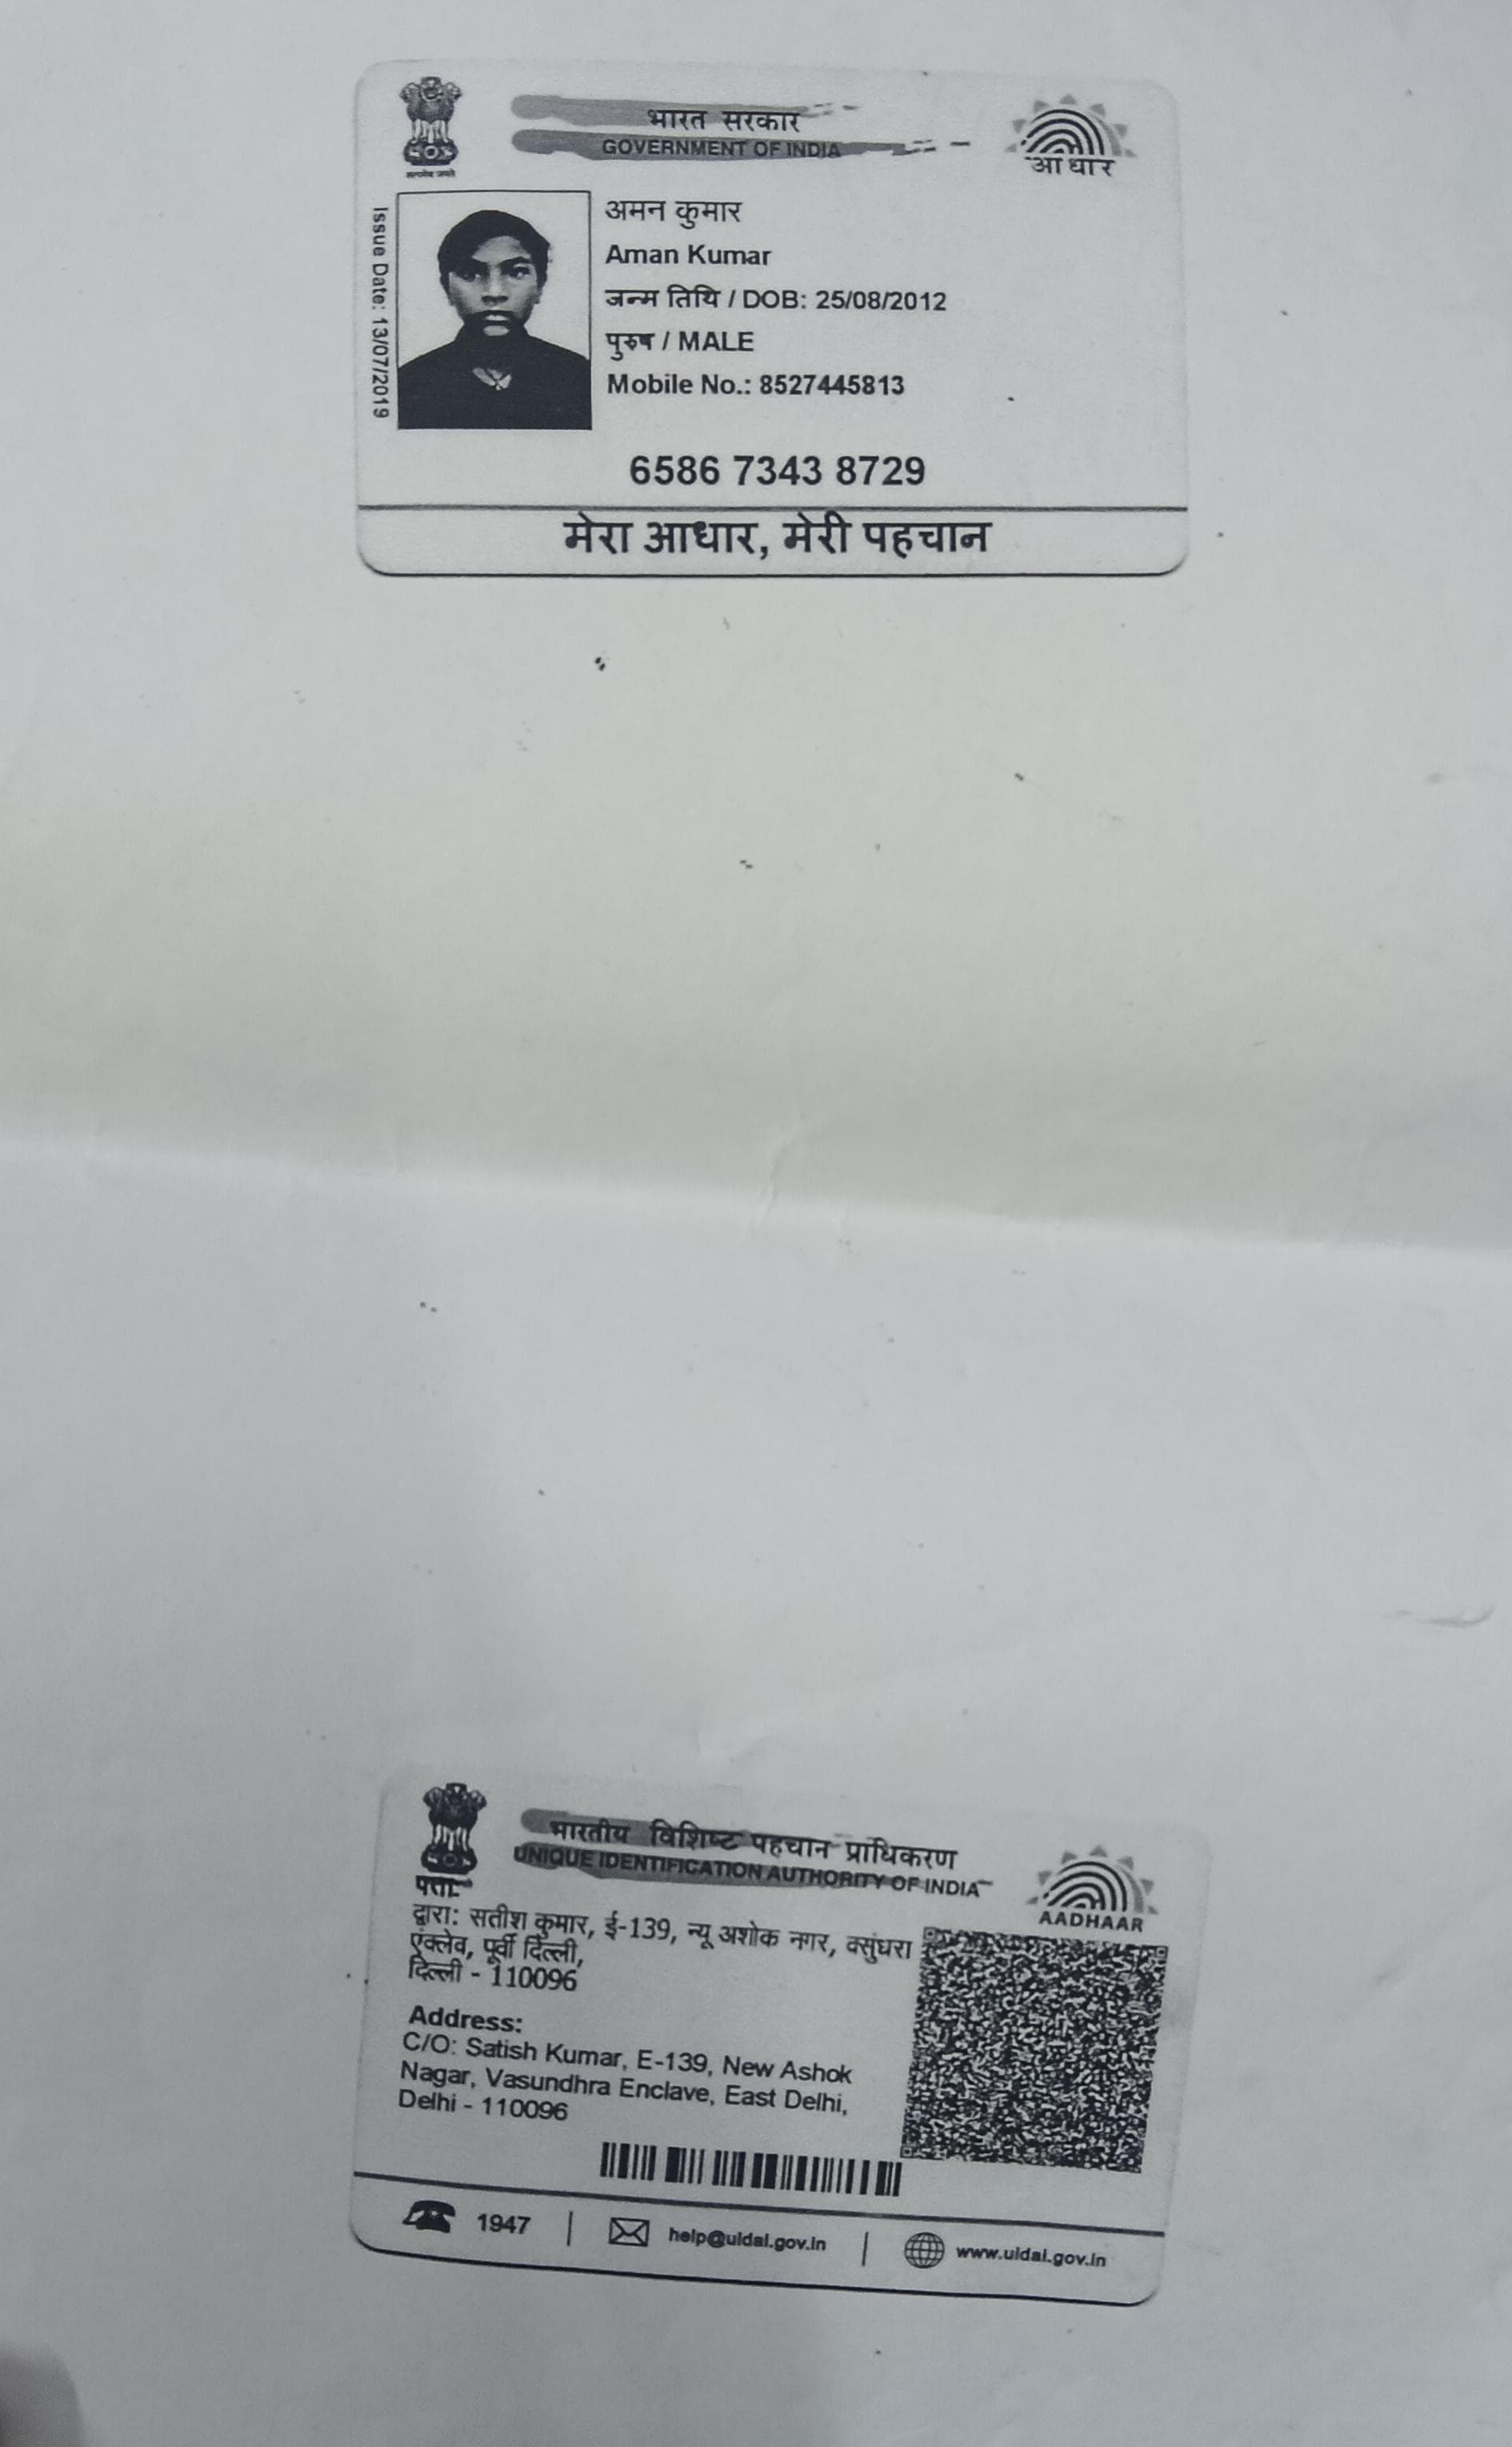 भारत सरकार
GOVERNMENT OF INDIA
सत्यमेव जयते
आधार
Issue Date: 13/07/2019
अमन कुमार
Aman Kumar
जन्म तिथि / DOB: 25/08/2012
पुरुष / MALE
Mobile No.: 8527445813
6586 7343 8729
मेरा आधार, मेरी पहचान
भारतीय विशिष्ट पहचान प्राधिकरण
UNIQUE IDENTIFICATION AUTHORITY OF INDIA
AADHAAR
पता:
द्वारा: सतीश कुमार, ई-139, न्यू अशोक नगर, वसुंधरा
एंक्लेव, पूर्वी दिल्ली,
दिल्ली - 110096
Address:
C/O: Satish Kumar, E-139, New Ashok
Nagar, Vasundhra Enclave, East Delhi,
Delhi - 110096
1947 | help@uidai.gov.in | www.uidai.gov.in